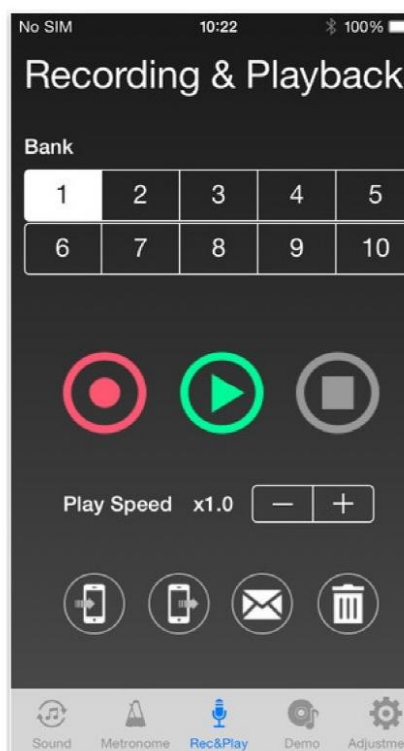 No SIM 10:22 100%
Recording & Playback
Bank
1 2 3 4 5
6 7 8 9 10
Play Speed x1.0 − +
Sound Metronome Rec&Play Demo Adjustme